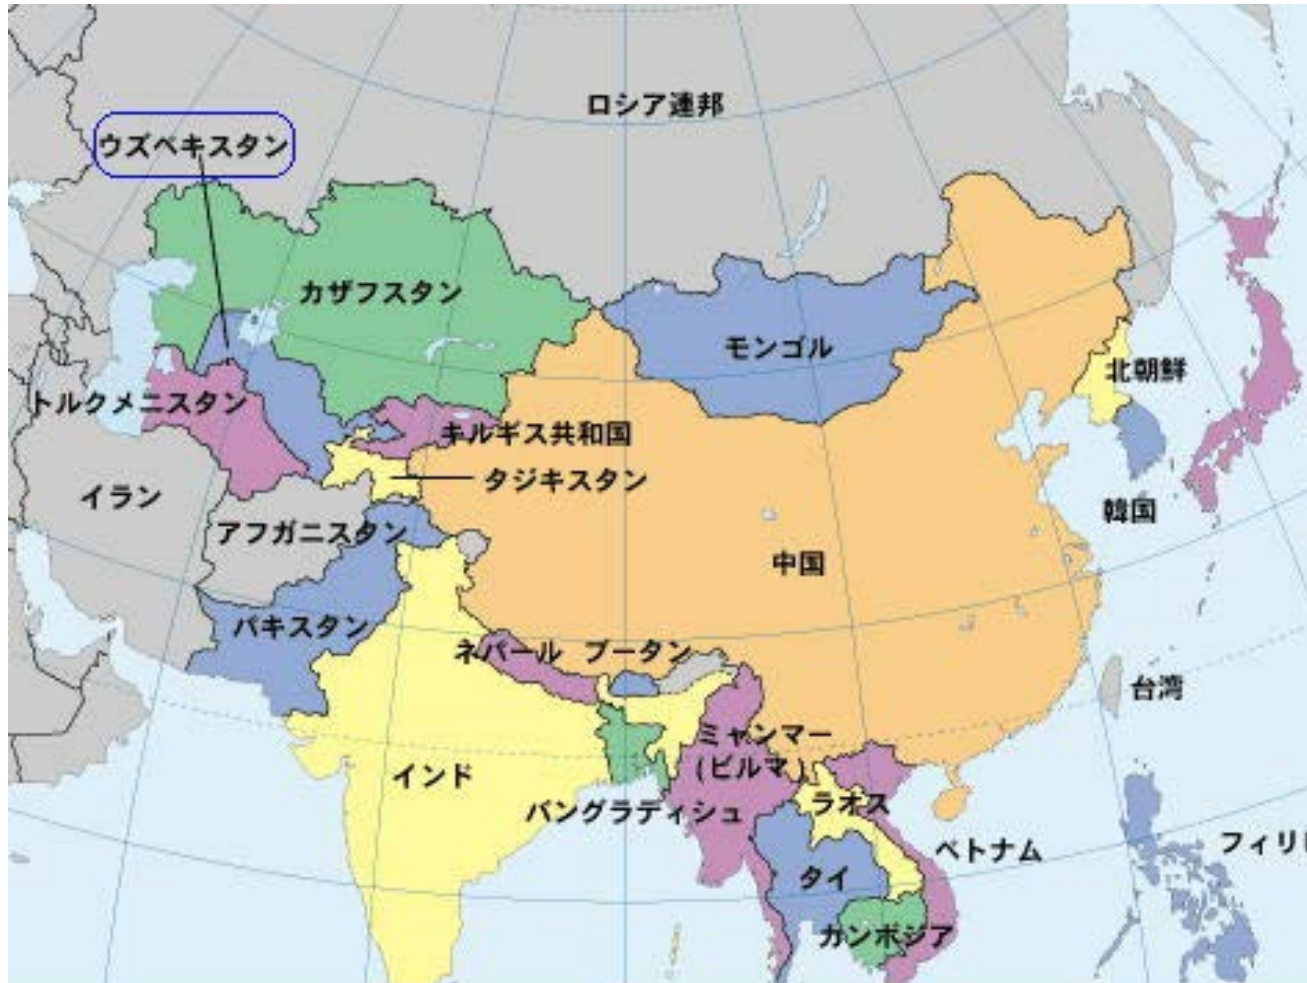 ロシア連邦
ウズベキスタン
カザフスタン
モンゴル
北朝鮮
トルクメニスタン
キルギス共和国
タジキスタン
イラン
韓国
アフガニスタン
中国
パキスタン
ネパール
ブータン
台湾
ミャンマー
(ビルマ)
インド
ラオス
バングラディシュ
フィリピ
ベトナム
タイ
カンボジア